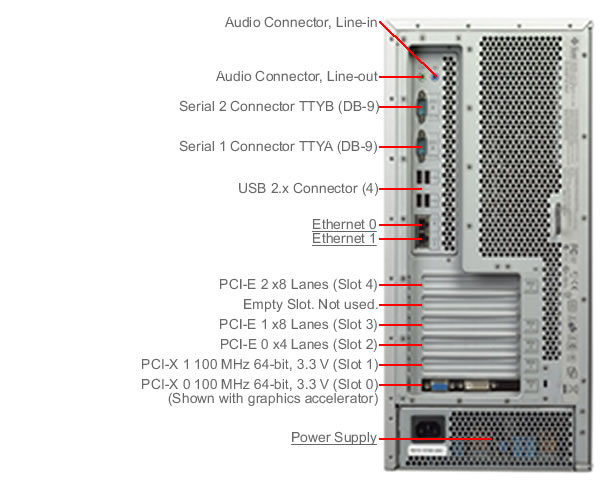 Audio Connector, Line-in
Audio Connector, Line-out
Serial 2 Connector TTYB (DB-9)
Serial 1 Connector TTYA (DB-9)
USB 2.x Connector (4)
Ethernet 0
Ethernet 1
PCI-E 2 x8 Lanes (Slot 4)
Empty Slot. Not used.
PCI-E 1 x8 Lanes (Slot 3)
PCI-E 0 x4 Lanes (Slot 2)
PCI-X 1 100 MHz 64-bit, 3.3 V (Slot 1)
PCI-X 0 100 MHz 64-bit, 3.3 V (Slot 0)
(Shown with graphics accelerator)
Power Supply